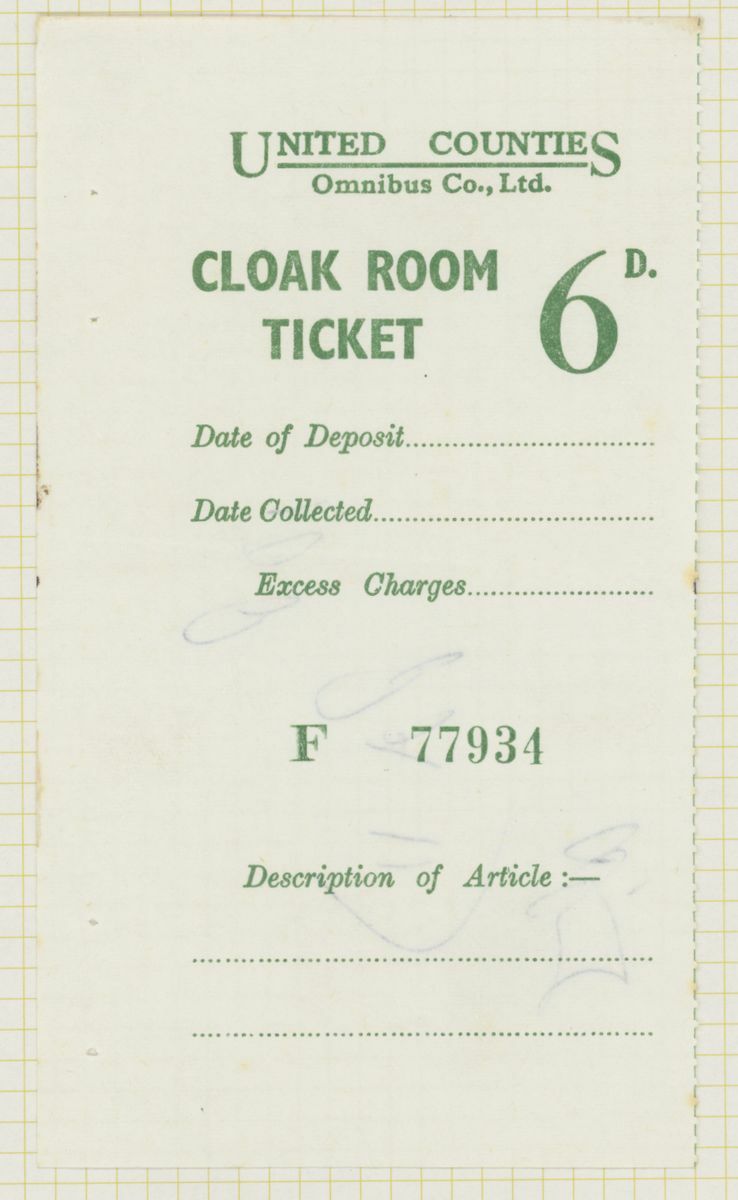 UNITED COUNTIES
Omnibus Co., Ltd.
CLOAK ROOM
TICKET
6D.
Date of Deposit..............................
Date Collected..................................
Excess Charges......................
F 77934
Description of Article :—